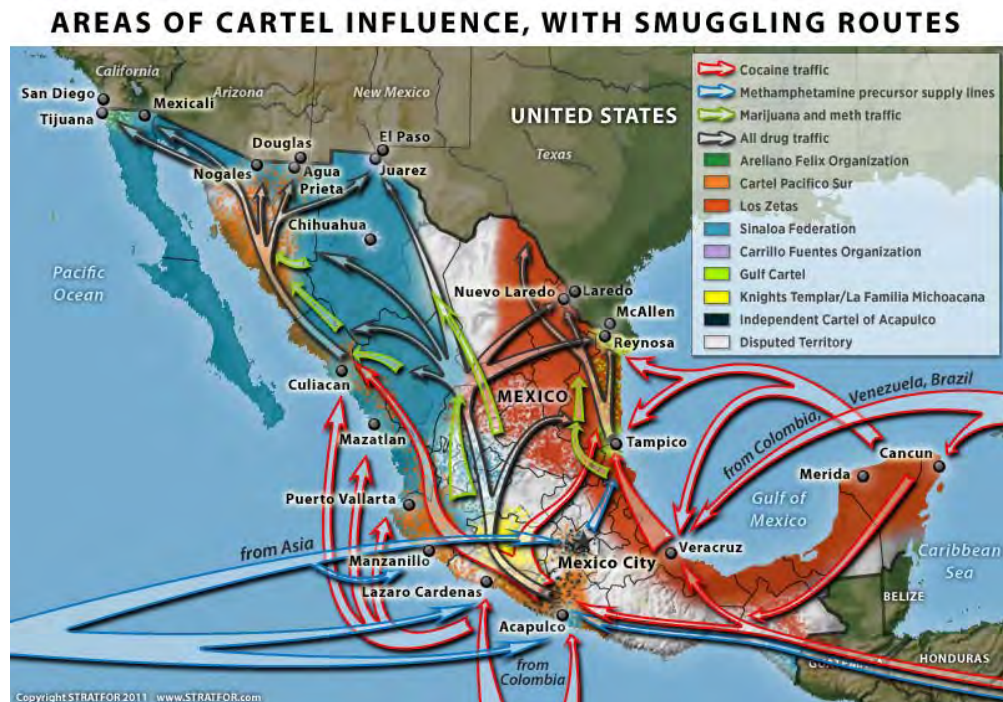 AREAS OF CARTEL INFLUENCE, WITH SMUGGLING ROUTES
California
Arizona
New Mexico
San Diego
Tijuana
Mexicali
UNITED STATES
Texas
Douglas
El Paso
Nogales
Agua
Prieta
Juarez
Chihuahua
Cocaine traffic
Methamphetamine precursor supply lines
Marijuana and meth traffic
All drug traffic
Arellano Felix Organization
Cartel Pacifico Sur
Los Zetas
Sinaloa Federation
Carrillo Fuentes Organization
Gulf Cartel
Knights Templar/La Familia Michoacana
Independent Cartel of Acapulco
Disputed Territory
Pacific
Ocean
Nuevo Laredo
Laredo
McAllen
Reynosa
Culiacan
MEXICO
Mazatlan
Tampico
from Colombia, Venezuela, Brazil
Cancun
Merida
Puerto Vallarta
Gulf of
Mexico
from Asia
Manzanillo
Mexico City
Veracruz
Caribbean
Sea
Lazaro Cardenas
BELIZE
Acapulco
from
Colombia
GUATEMALA
HONDURAS
Copyright STRATFOR 2011 www.STRATFOR.com